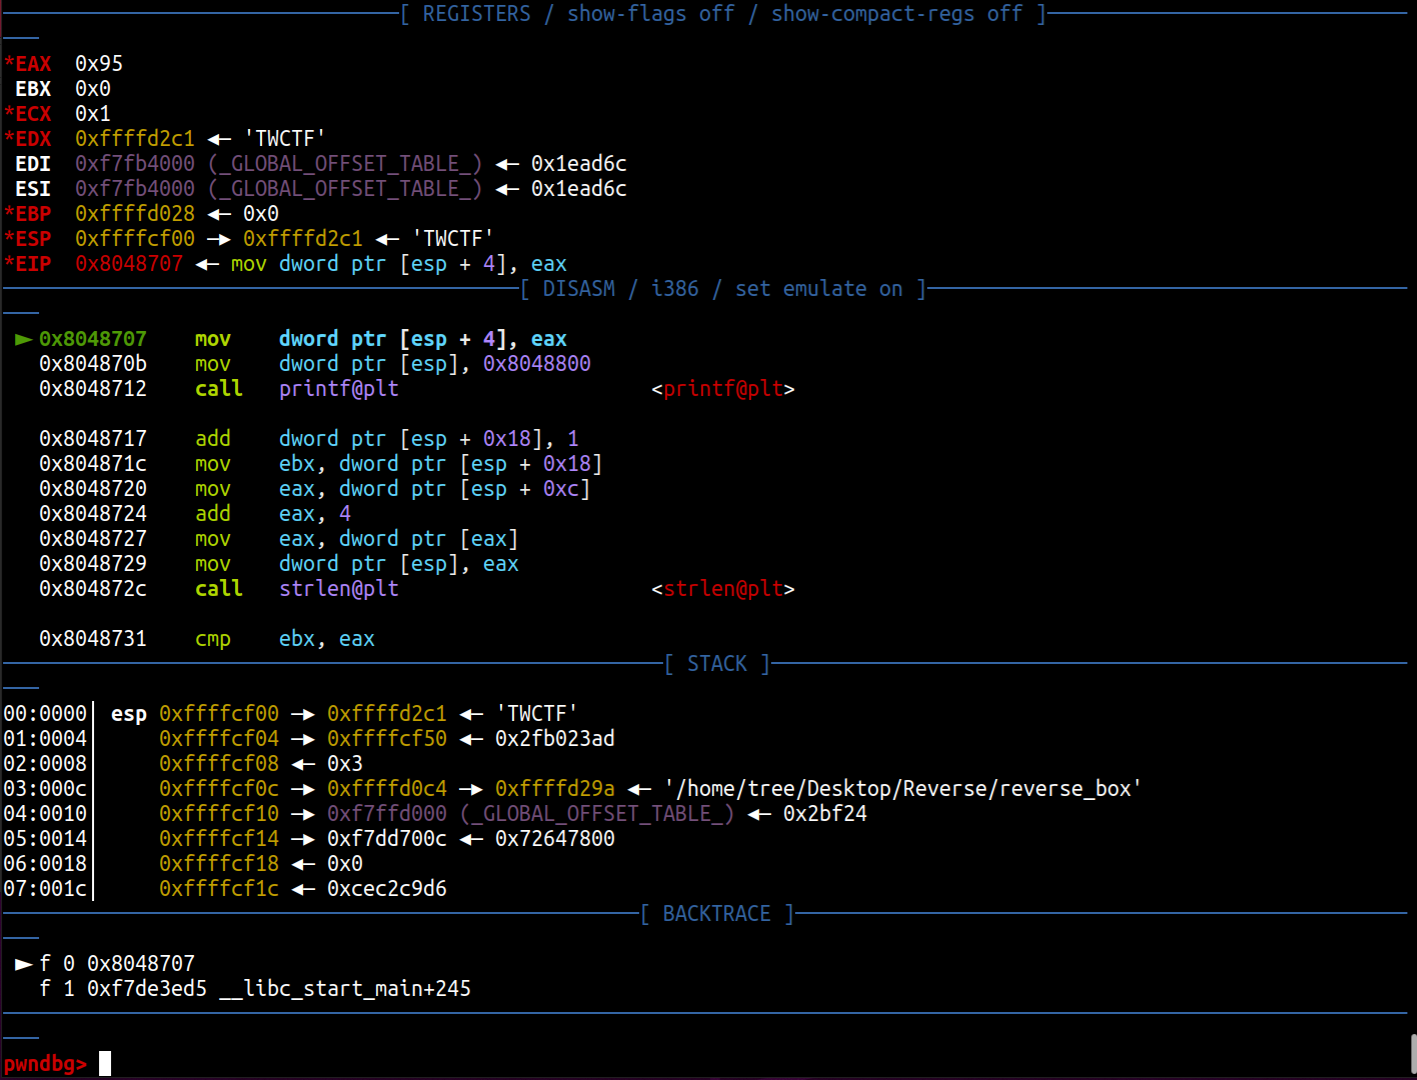 [ REGISTERS / show-flags off / show-compact-regs off ]
*EAX  0x95
 EBX  0x0
*ECX  0x1
*EDX  0xffffd2c1 ◂— 'TWCTF'
 EDI  0xf7fb4000 (_GLOBAL_OFFSET_TABLE_) ◂— 0x1ead6c
 ESI  0xf7fb4000 (_GLOBAL_OFFSET_TABLE_) ◂— 0x1ead6c
*EBP  0xffffd028 ◂— 0x0
*ESP  0xffffcf00 —▸ 0xffffd2c1 ◂— 'TWCTF'
*EIP  0x8048707 ◂— mov dword ptr [esp + 4], eax
[ DISASM / i386 / set emulate on ]
 ► 0x8048707    mov    dword ptr [esp + 4], eax
   0x804870b    mov    dword ptr [esp], 0x8048800
   0x8048712    call   printf@plt                     <printf@plt>
   0x8048717    add    dword ptr [esp + 0x18], 1
   0x804871c    mov    ebx, dword ptr [esp + 0x18]
   0x8048720    mov    eax, dword ptr [esp + 0xc]
   0x8048724    add    eax, 4
   0x8048727    mov    eax, dword ptr [eax]
   0x8048729    mov    dword ptr [esp], eax
   0x804872c    call   strlen@plt                     <strlen@plt>
   0x8048731    cmp    ebx, eax
[ STACK ]
00:0000│ esp 0xffffcf00 —▸ 0xffffd2c1 ◂— 'TWCTF'
01:0004│     0xffffcf04 —▸ 0xffffcf50 ◂— 0x2fb023ad
02:0008│     0xffffcf08 ◂— 0x3
03:000c│     0xffffcf0c —▸ 0xffffd0c4 —▸ 0xffffd29a ◂— '/home/tree/Desktop/Reverse/reverse_box'
04:0010│     0xffffcf10 —▸ 0xf7ffd000 (_GLOBAL_OFFSET_TABLE_) ◂— 0x2bf24
05:0014│     0xffffcf14 —▸ 0xf7dd700c ◂— 0x72647800
06:0018│     0xffffcf18 ◂— 0x0
07:001c│     0xffffcf1c ◂— 0xcec2c9d6
[ BACKTRACE ]
 ► f 0 0x8048707
   f 1 0xf7de3ed5 __libc_start_main+245
pwndbg>